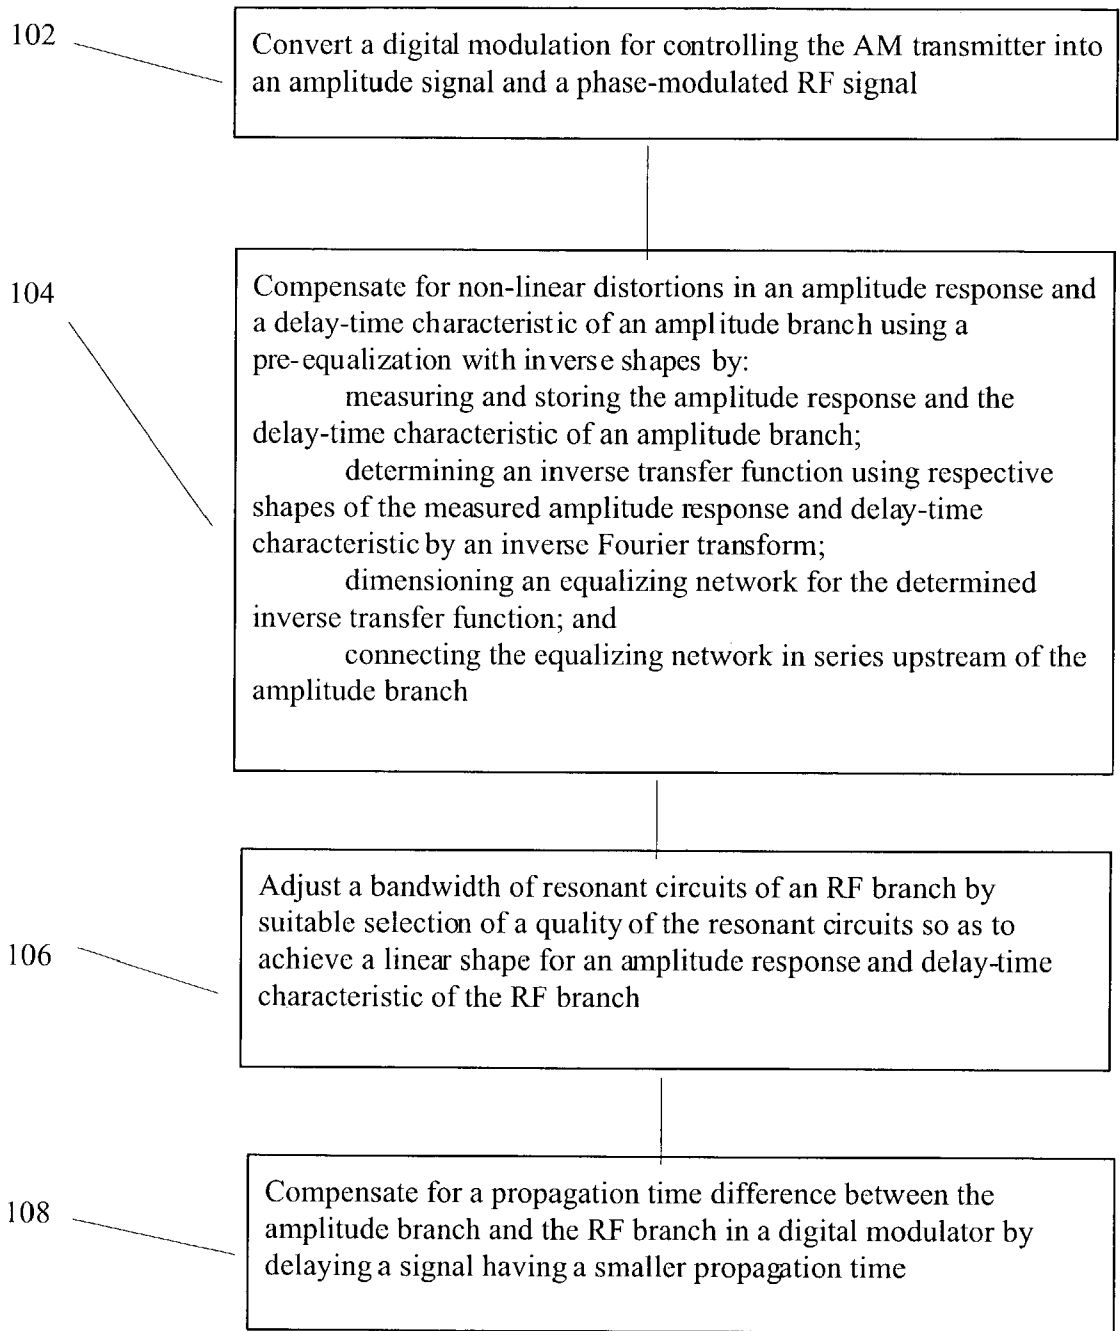 102
Convert a digital modulation for controlling the AM transmitter into
an amplitude signal and a phase-modulated RF signal
104
Compensate for non-linear distortions in an amplitude response and
a delay-time characteristic of an amplitude branch using a
pre-equalization with inverse shapes by:
measuring and storing the amplitude response and the
delay-time characteristic of an amplitude branch;
determining an inverse transfer function using respective
shapes of the measured amplitude response and delay-time
characteristic by an inverse Fourier transform;
dimensioning an equalizing network for the determined
inverse transfer function; and
connecting the equalizing network in series upstream of the
amplitude branch
106
Adjust a bandwidth of resonant circuits of an RF branch by
suitable selection of a quality of the resonant circuits so as to
achieve a linear shape for an amplitude response and delay-time
characteristic of the RF branch
108
Compensate for a propagation time difference between the
amplitude branch and the RF branch in a digital modulator by
delaying a signal having a smaller propagation time